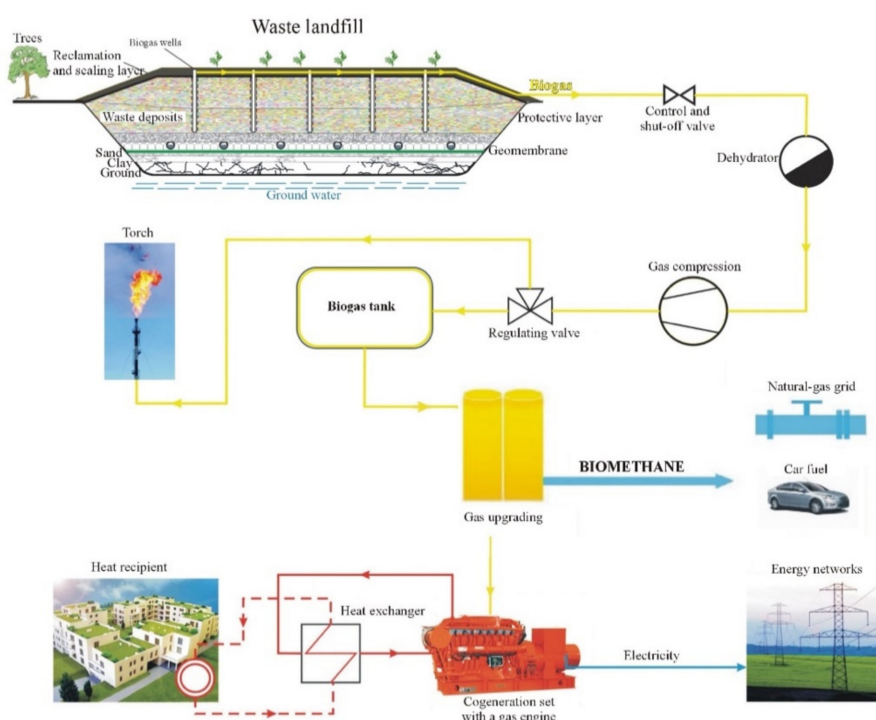 Waste landfill
Trees
Biogas wells
Reclamation
and sealing layer
Biogas
Waste deposits
Protective layer
Control and
shut-off valve
Sand
Clay
Ground
Geomembrane
Dehydrator
Ground water
Torch
Gas compression
Biogas tank
Regulating valve
Natural-gas grid
BIOMETHANE
Car fuel
Gas upgrading
Heat recipient
Energy networks
Heat exchanger
Electricity
Cogeneration set
with a gas engine